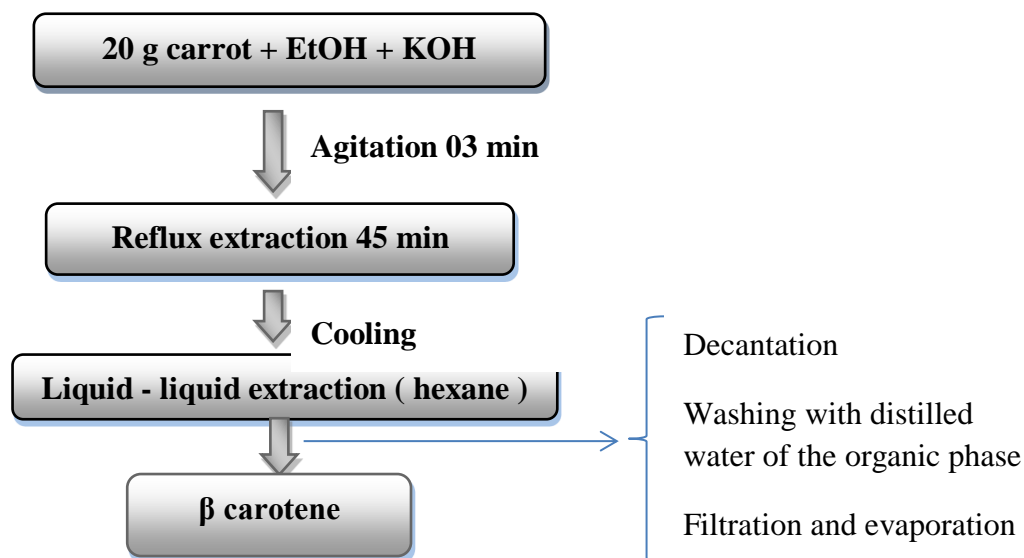 20 g carrot + EtOH + KOH
Agitation 03 min
Reflux extraction 45 min
Cooling
Liquid - liquid extraction ( hexane )
Decantation
Washing with distilled
water of the organic phase
Filtration and evaporation
β carotene